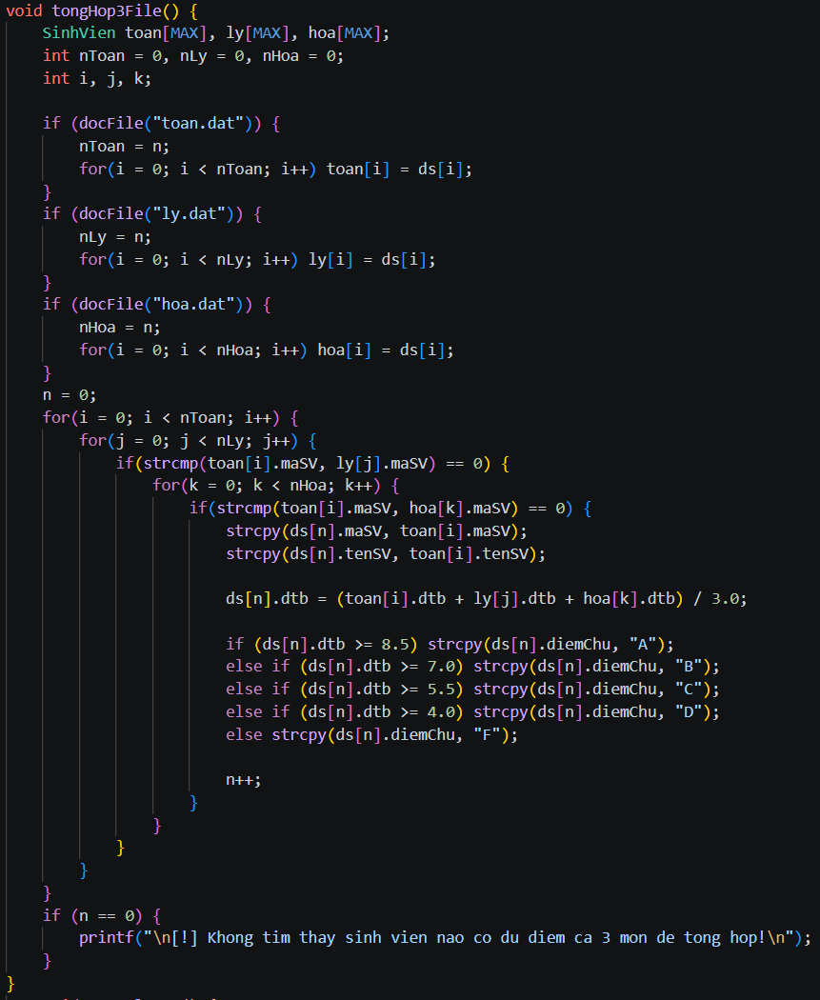 void tongHop3File() {
    SinhVien toan[MAX], ly[MAX], hoa[MAX];
    int nToan = 0, nLy = 0, nHoa = 0;
    int i, j, k;

    if (docFile("toan.dat")) {
        nToan = n;
        for(i = 0; i < nToan; i++) toan[i] = ds[i];
    }
    if (docFile("ly.dat")) {
        nLy = n;
        for(i = 0; i < nLy; i++) ly[i] = ds[i];
    }
    if (docFile("hoa.dat")) {
        nHoa = n;
        for(i = 0; i < nHoa; i++) hoa[i] = ds[i];
    }
    n = 0;
    for(i = 0; i < nToan; i++) {
        for(j = 0; j < nLy; j++) {
            if(strcmp(toan[i].maSV, ly[j].maSV) == 0) {
                for(k = 0; k < nHoa; k++) {
                    if(strcmp(toan[i].maSV, hoa[k].maSV) == 0) {
                        strcpy(ds[n].maSV, toan[i].maSV);
                        strcpy(ds[n].tenSV, toan[i].tenSV);

                        ds[n].dtb = (toan[i].dtb + ly[j].dtb + hoa[k].dtb) / 3.0;

                        if (ds[n].dtb >= 8.5) strcpy(ds[n].diemChu, "A");
                        else if (ds[n].dtb >= 7.0) strcpy(ds[n].diemChu, "B");
                        else if (ds[n].dtb >= 5.5) strcpy(ds[n].diemChu, "C");
                        else if (ds[n].dtb >= 4.0) strcpy(ds[n].diemChu, "D");
                        else strcpy(ds[n].diemChu, "F");

                        n++;
                    }
                }
            }
        }
    }
    if (n == 0) {
        printf("\n[!] Khong tim thay sinh vien nao co du diem ca 3 mon de tong hop!\n");
    }
}